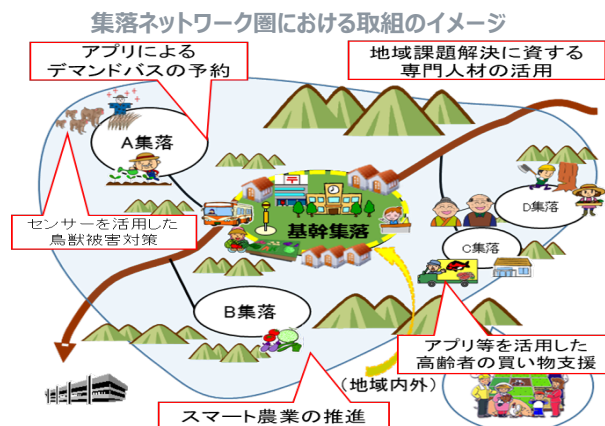 集落ネットワーク圏における取組のイメージ
アプリによる
デマンドバスの予約
地域課題解決に資する
専門人材の活用
A集落
〒
D集落
センサーを活用した
鳥獣被害対策
基幹集落
C集落
B集落
アプリ等を活用した
高齢者の買い物支援
(地域内外)
スマート農業の推進